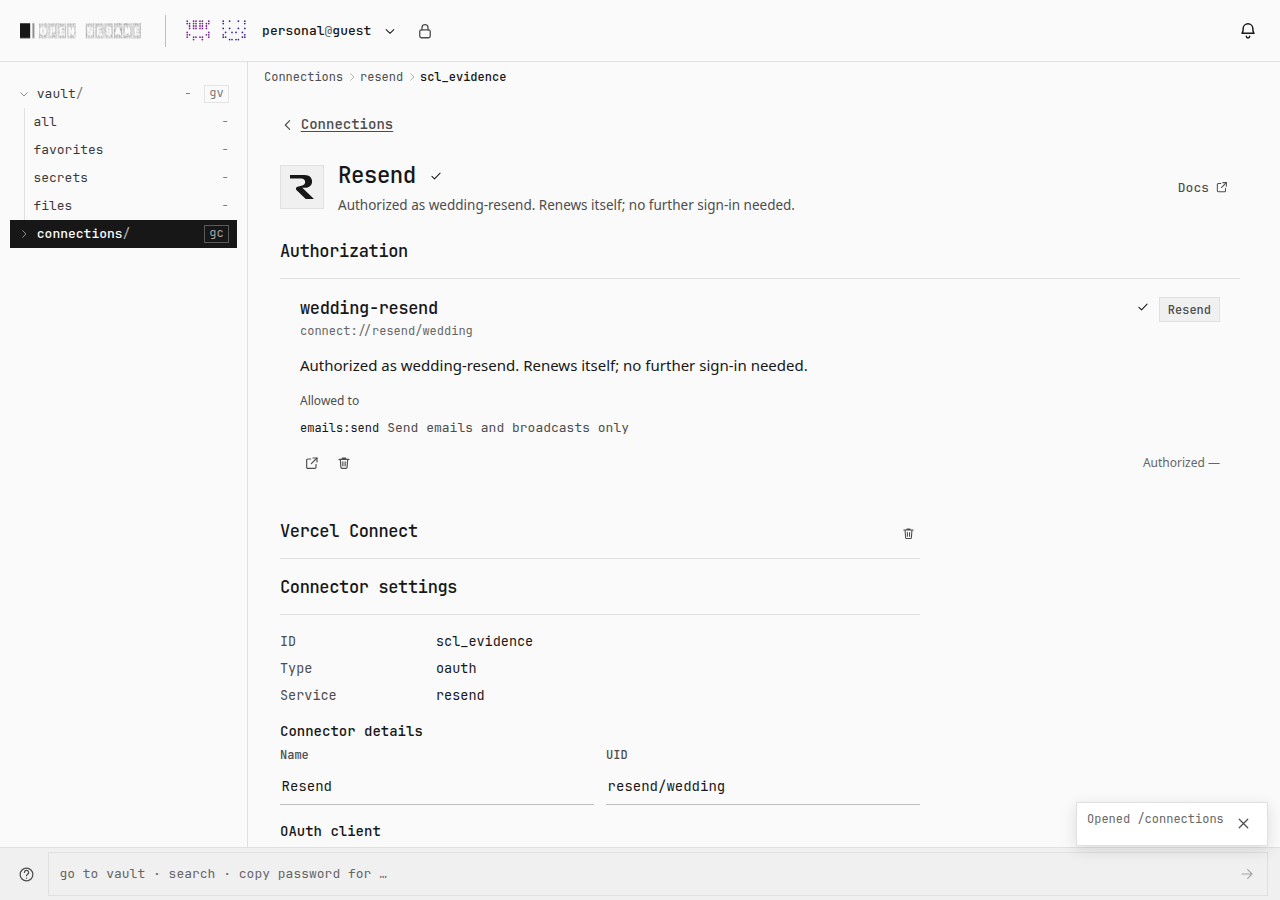 OPEN SESAME
personal@guest
Connections > resend > scl_evidence
vault/ - gv
all -
favorites -
secrets -
files -
connections/ gc
Connections
Resend
Docs
Authorized as wedding-resend. Renews itself; no further sign-in needed.
Authorization
wedding-resend
Resend
connect://resend/wedding
Authorized as wedding-resend. Renews itself; no further sign-in needed.
Allowed to
emails:send Send emails and broadcasts only
Authorized —
Vercel Connect
Connector settings
ID scl_evidence
Type oauth
Service resend
Connector details
Name UID
Resend resend/wedding
OAuth client
Opened /connections
go to vault · search · copy password for …